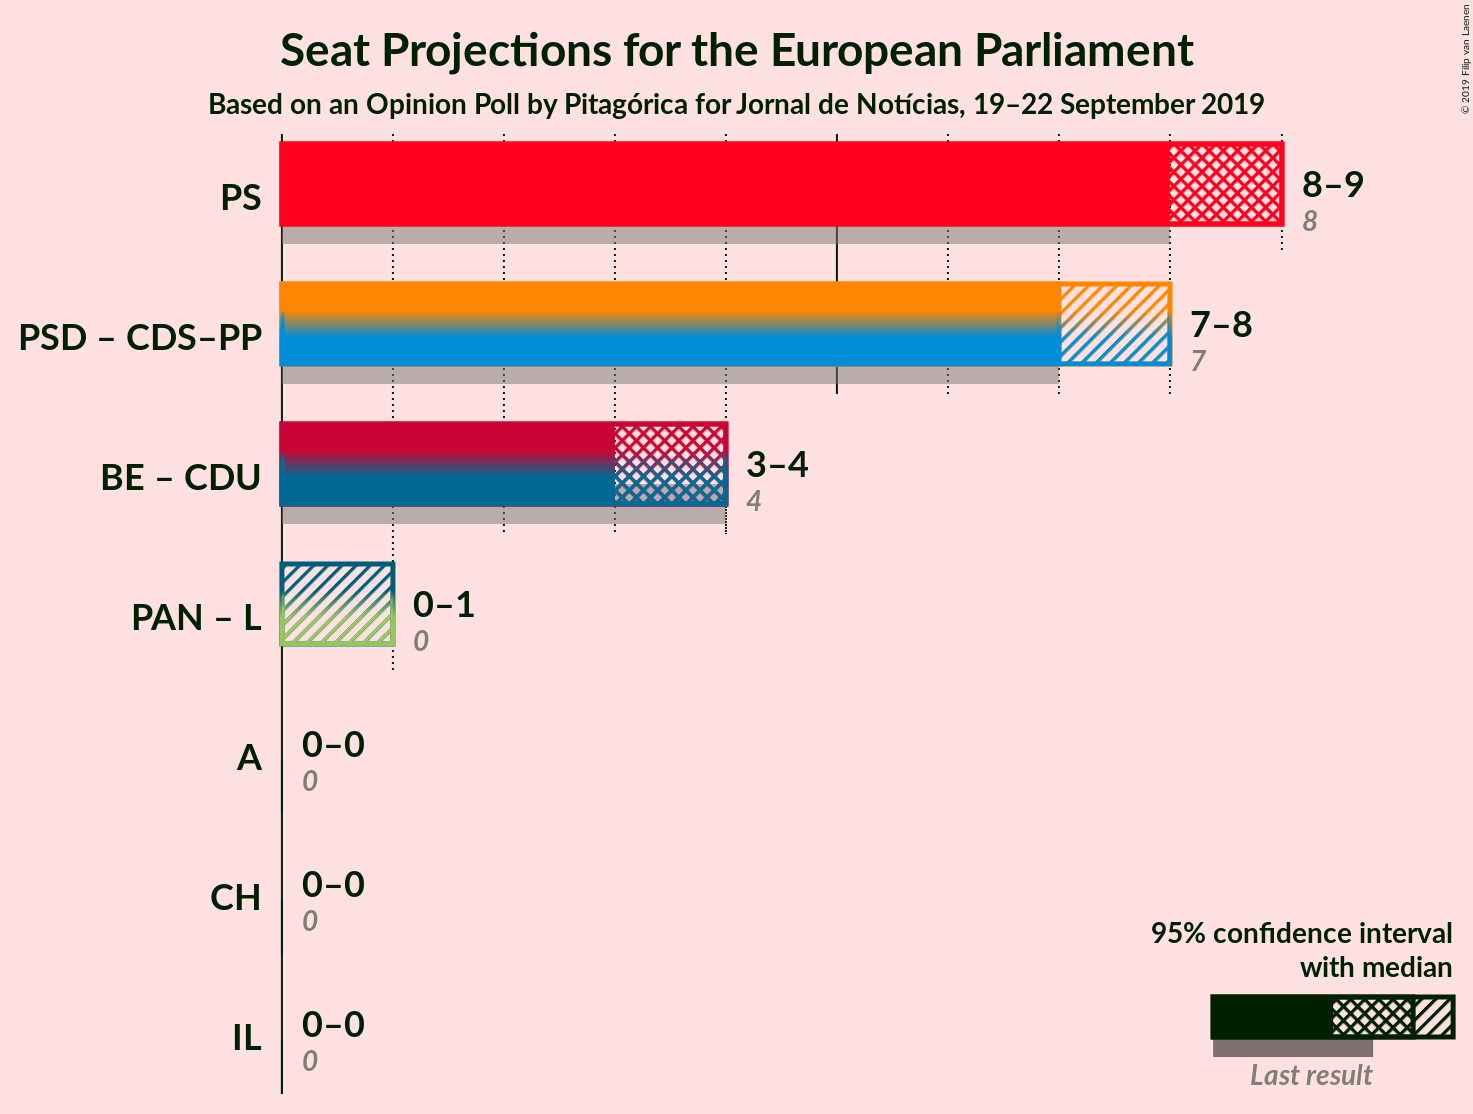 Seat Projections for the European Parliament
Based on an Opinion Poll by Pitagórica for Jornal de Notícias, 19–22 September 2019
© 2019 Filip van Laenen
PS
8–9
8
PSD – CDS–PP
7–8
7
BE – CDU
3–4
4
PAN – L
0–1
0
A
0–0
0
CH
0–0
0
IL
0–0
0
95% confidence interval
with median
Last result